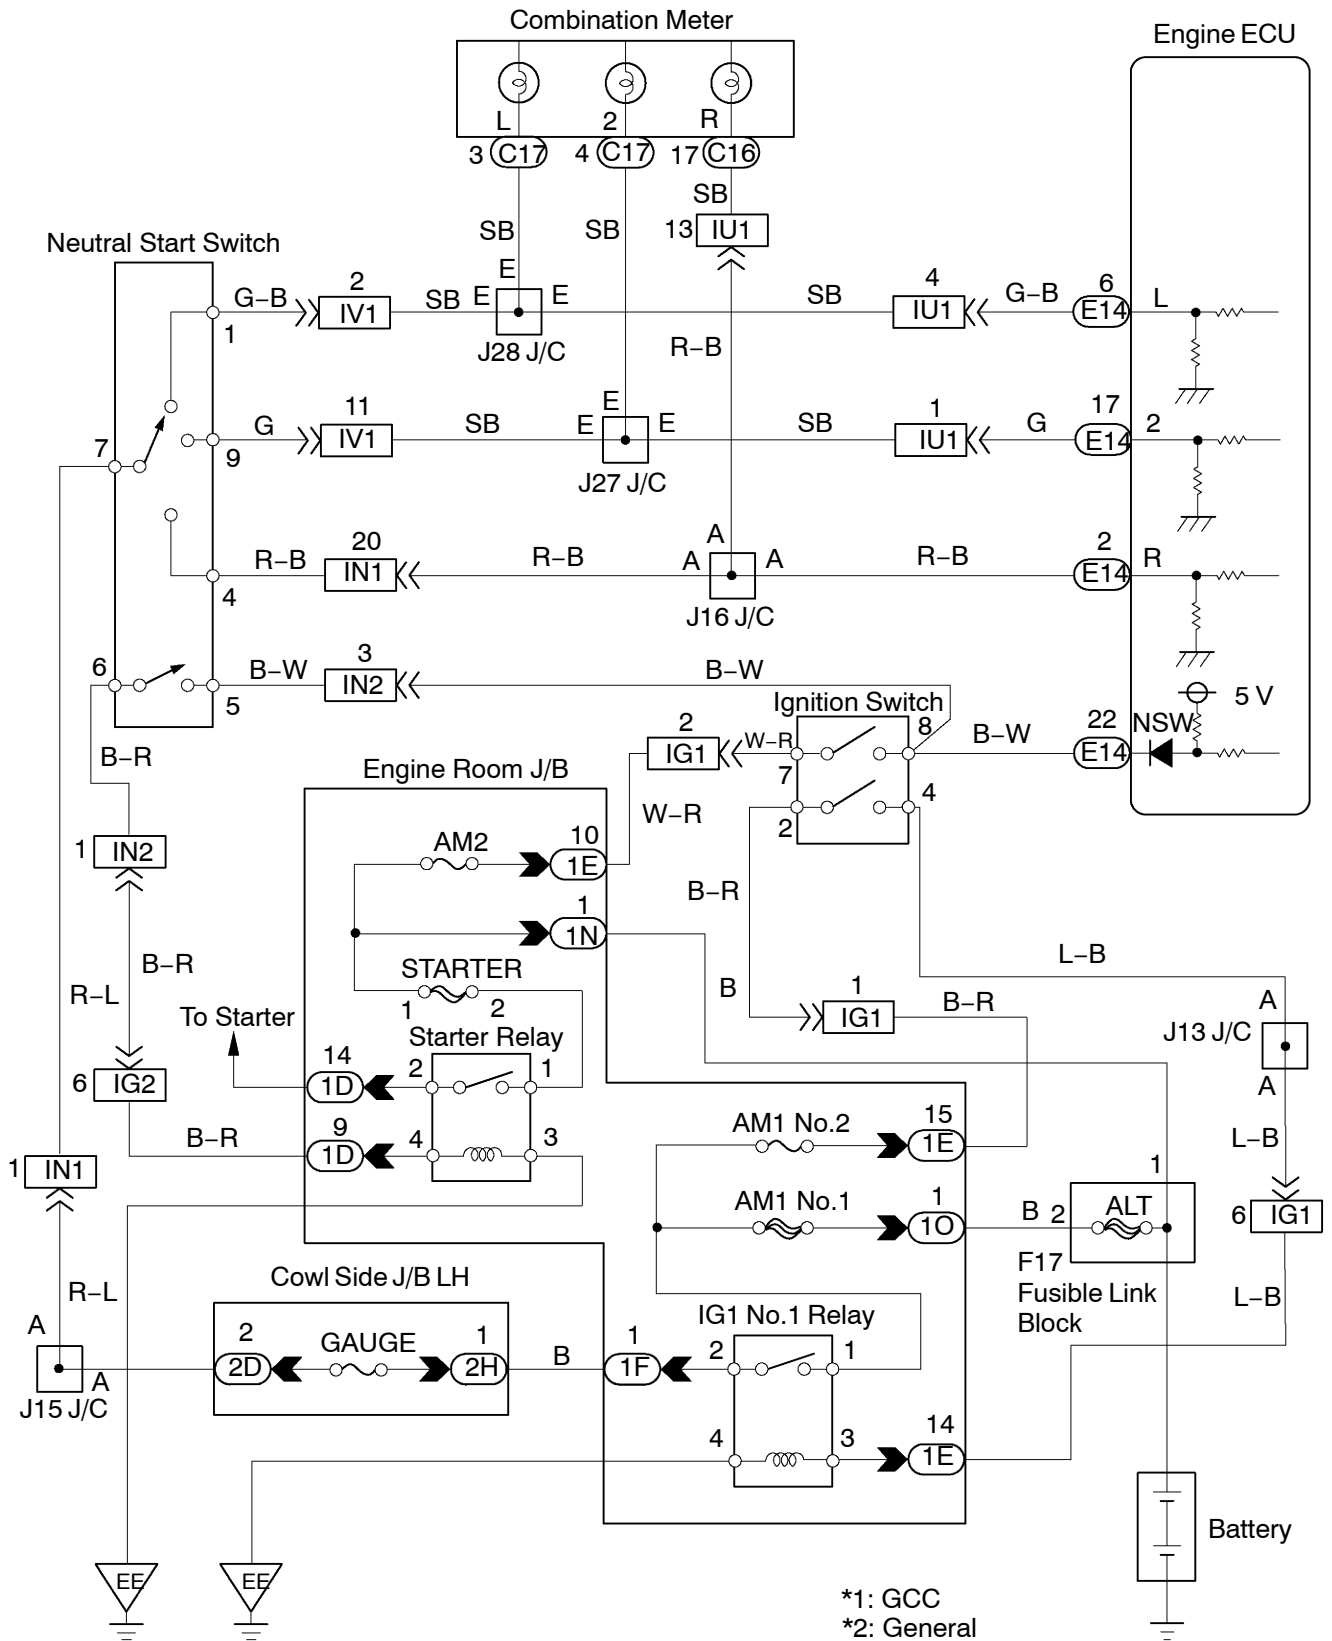 Combination Meter
Engine ECU
L
2
R
3 C17
4 C17
17 C16
SB
Neutral Start Switch
SB
SB
13 IU1
G–B
2
IV1
SB
E
E
E
SB
4
IU1
G–B
6
E14
L
1
J28 J/C
R–B
G
11
IV1
SB
E
E
E
SB
1
IU1
G
17
E14
2
7
9
J27 J/C
R–B
20
IN1
R–B
A
A
A
R–B
2
E14
R
4
J16 J/C
6
B–W
3
IN2
B–W
5
5 V
Ignition Switch
8
B–W
22
E14
NSW
B–R
2
IG1
W–R
7
Engine Room J/B
W–R
2
4
1 IN2
AM2
10
1E
B–R
1
1N
B–R
R–L
STARTER
1
2
B
1
IG1
B–R
L–B
A
J13 J/C
A
To Starter
Starter Relay
6 IG2
14
1D
2
1
B–R
9
1D
4
3
AM1 No.2
15
1E
L–B
1 IN1
AM1 No.1
1
1O
B
2
1
ALT
6 IG1
F17
Fusible Link
Block
R–L
Cowl Side J/B LH
L–B
A
2
2D
GAUGE
1
2H
B
1
1F
IG1 No.1 Relay
2
1
A
J15 J/C
4
3
14
1E
Battery
EE
EE
*1: GCC
*2: General